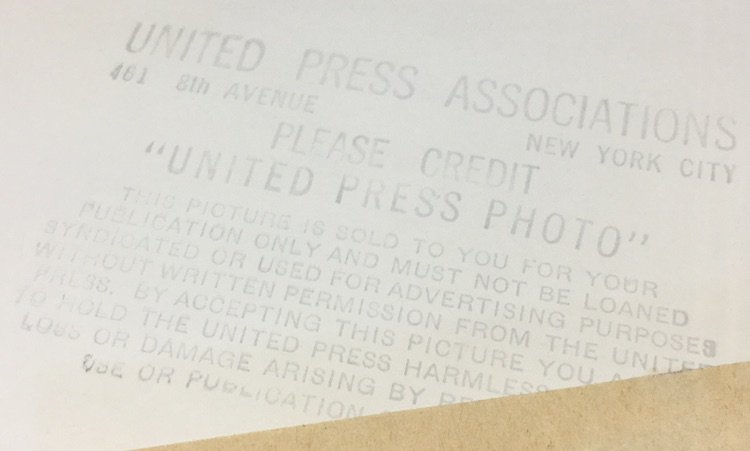 UNITED PRESS ASSOCIATIONS
461 8th AVENUE
NEW YORK CITY
PLEASE CREDIT
"UNITED PRESS PHOTO"
THIS PICTURE IS SOLD TO YOU FOR YOUR
PUBLICATION ONLY AND MUST NOT BE LOANED
SYNDICATED OR USED FOR ADVERTISING PURPOSES
WITHOUT WRITTEN PERMISSION FROM THE UNITED
PRESS. BY ACCEPTING THIS PICTURE YOU
TO HOLD THE UNITED PRESS HARMLESS
LOSS OR DAMAGE ARISING BY
USE OR PUBLICATION